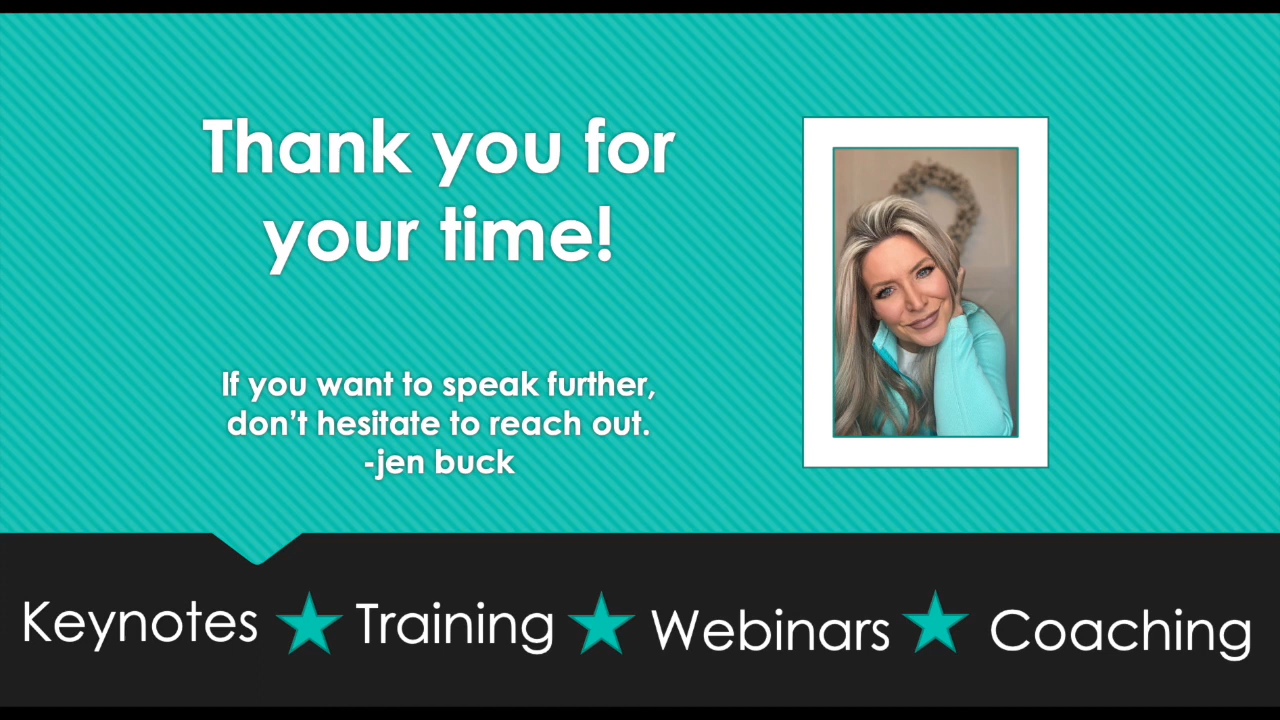 Thank you for
your time!
If you want to speak further,
don’t hesitate to reach out.
-jen buck
Keynotes Training Webinars Coaching